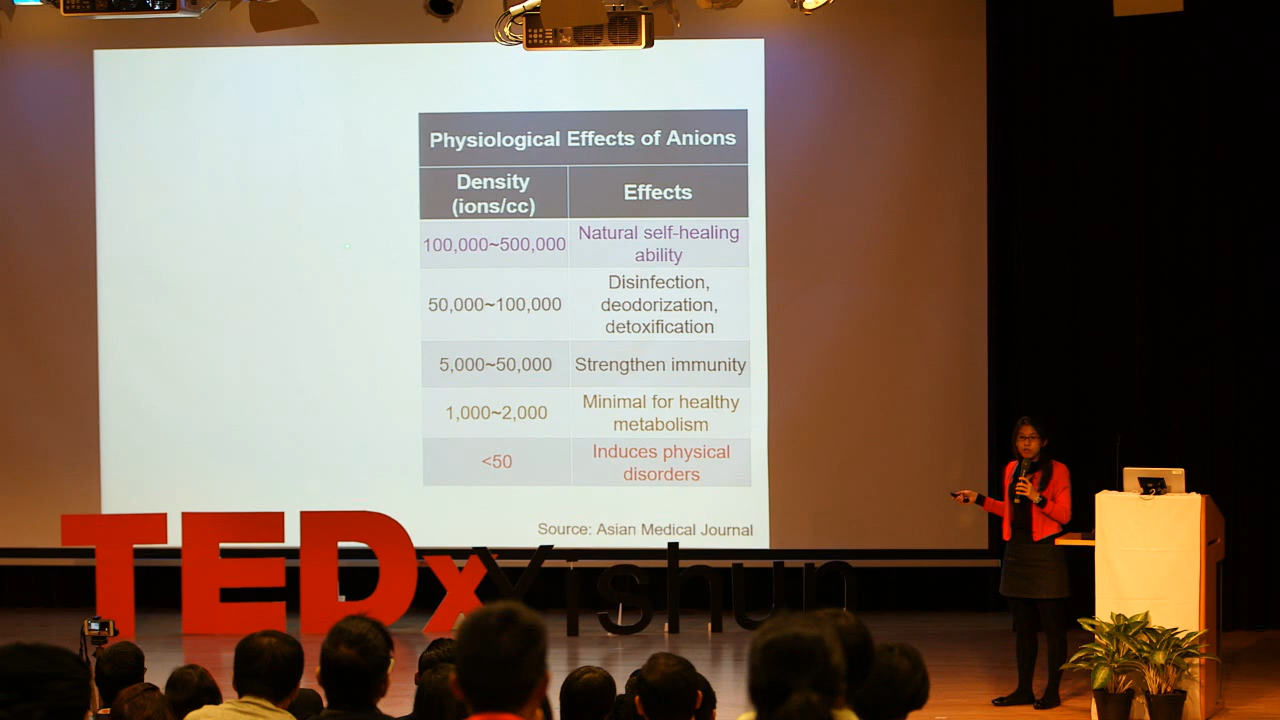 Physiological Effects of Anions
Density
(ions/cc)
Effects
100,000~500,000
Natural self-healing
ability
50,000~100,000
Disinfection,
deodorization,
detoxification
5,000~50,000
Strengthen immunity
1,000~2,000
Minimal for healthy
metabolism
<50
Induces physical
disorders
Source: Asian Medical Journal
TEDxYishun